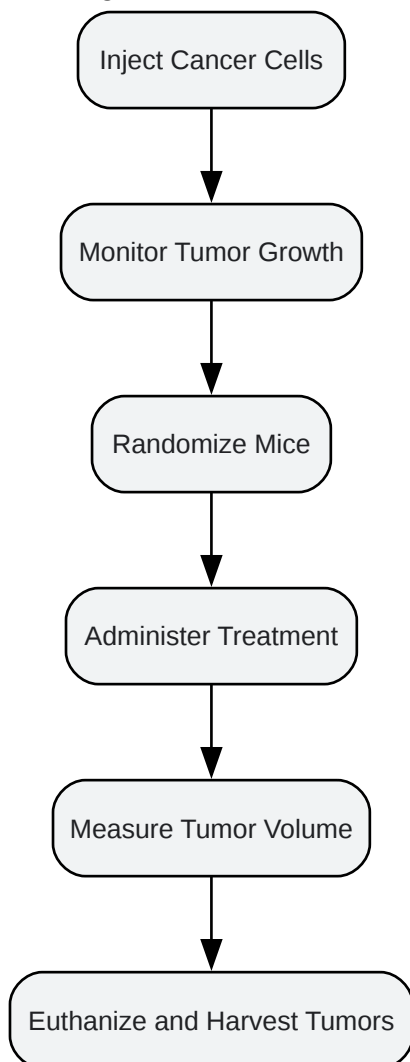 Inject Cancer Cells
Monitor Tumor Growth
Randomize Mice
Administer Treatment
Measure Tumor Volume
Euthanize and Harvest Tumors